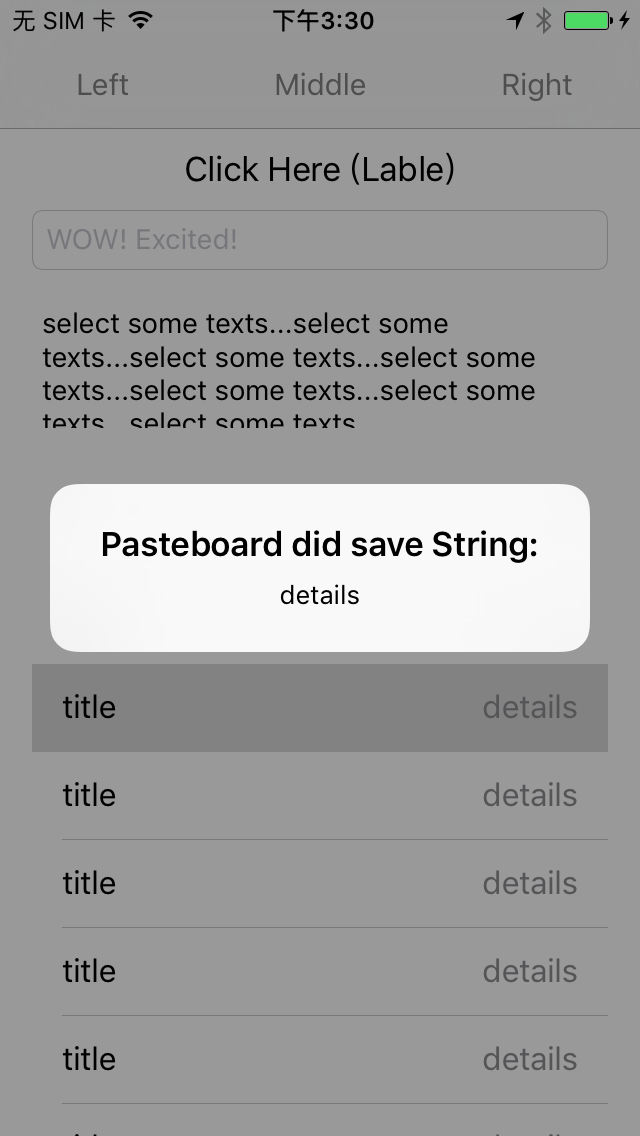 无 SIM 卡 下午3:30
Left Middle Right
Click Here (Lable)
WOW! Excited!
select some texts...select some
texts...select some texts...select some
texts...select some texts...select some
texts...select some texts
Pasteboard did save String:
details
title details
title details
title details
title details
title details